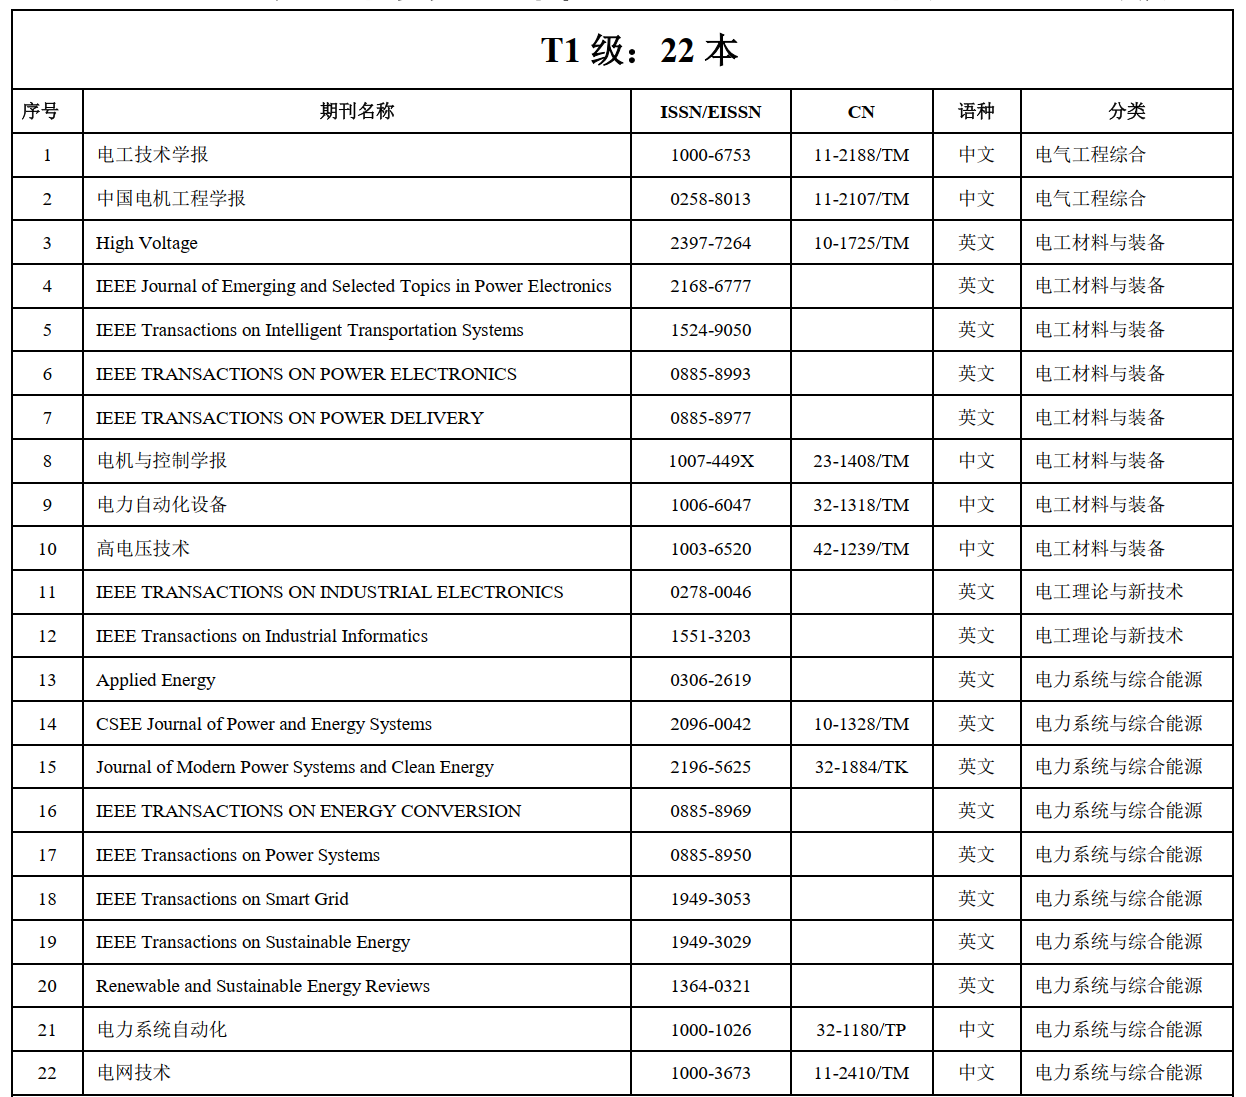 T1 级：22 本
序号 期刊名称 ISSN/EISSN CN 语种 分类
1 电工技术学报 1000-6753 11-2188/TM 中文 电气工程综合
2 中国电机工程学报 0258-8013 11-2107/TM 中文 电气工程综合
3 High Voltage 2397-7264 10-1725/TM 英文 电工材料与装备
4 IEEE Journal of Emerging and Selected Topics in Power Electronics 2168-6777 英文 电工材料与装备
5 IEEE Transactions on Intelligent Transportation Systems 1524-9050 英文 电工材料与装备
6 IEEE TRANSACTIONS ON POWER ELECTRONICS 0885-8993 英文 电工材料与装备
7 IEEE TRANSACTIONS ON POWER DELIVERY 0885-8977 英文 电工材料与装备
8 电机与控制学报 1007-449X 23-1408/TM 中文 电工材料与装备
9 电力自动化设备 1006-6047 32-1318/TM 中文 电工材料与装备
10 高电压技术 1003-6520 42-1239/TM 中文 电工材料与装备
11 IEEE TRANSACTIONS ON INDUSTRIAL ELECTRONICS 0278-0046 英文 电工理论与新技术
12 IEEE Transactions on Industrial Informatics 1551-3203 英文 电工理论与新技术
13 Applied Energy 0306-2619 英文 电力系统与综合能源
14 CSEE Journal of Power and Energy Systems 2096-0042 10-1328/TM 英文 电力系统与综合能源
15 Journal of Modern Power Systems and Clean Energy 2196-5625 32-1884/TK 英文 电力系统与综合能源
16 IEEE TRANSACTIONS ON ENERGY CONVERSION 0885-8969 英文 电力系统与综合能源
17 IEEE Transactions on Power Systems 0885-8950 英文 电力系统与综合能源
18 IEEE Transactions on Smart Grid 1949-3053 英文 电力系统与综合能源
19 IEEE Transactions on Sustainable Energy 1949-3029 英文 电力系统与综合能源
20 Renewable and Sustainable Energy Reviews 1364-0321 英文 电力系统与综合能源
21 电力系统自动化 1000-1026 32-1180/TP 中文 电力系统与综合能源
22 电网技术 1000-3673 11-2410/TM 中文 电力系统与综合能源